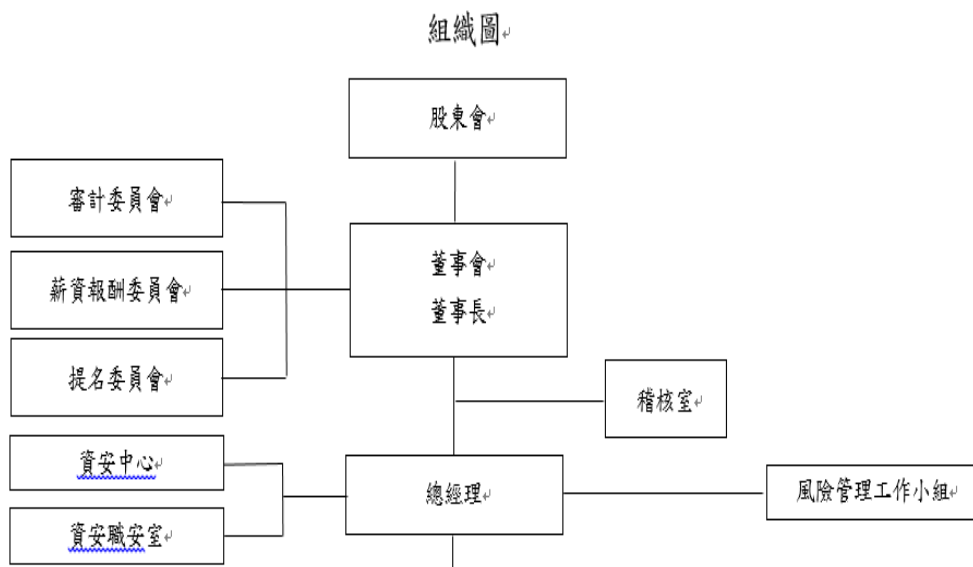 組織圖
股東會
審計委員會
董事會
董事長
薪資報酬委員會
提名委員會
稽核室
資安中心
總經理
風險管理工作小組
資安職安室